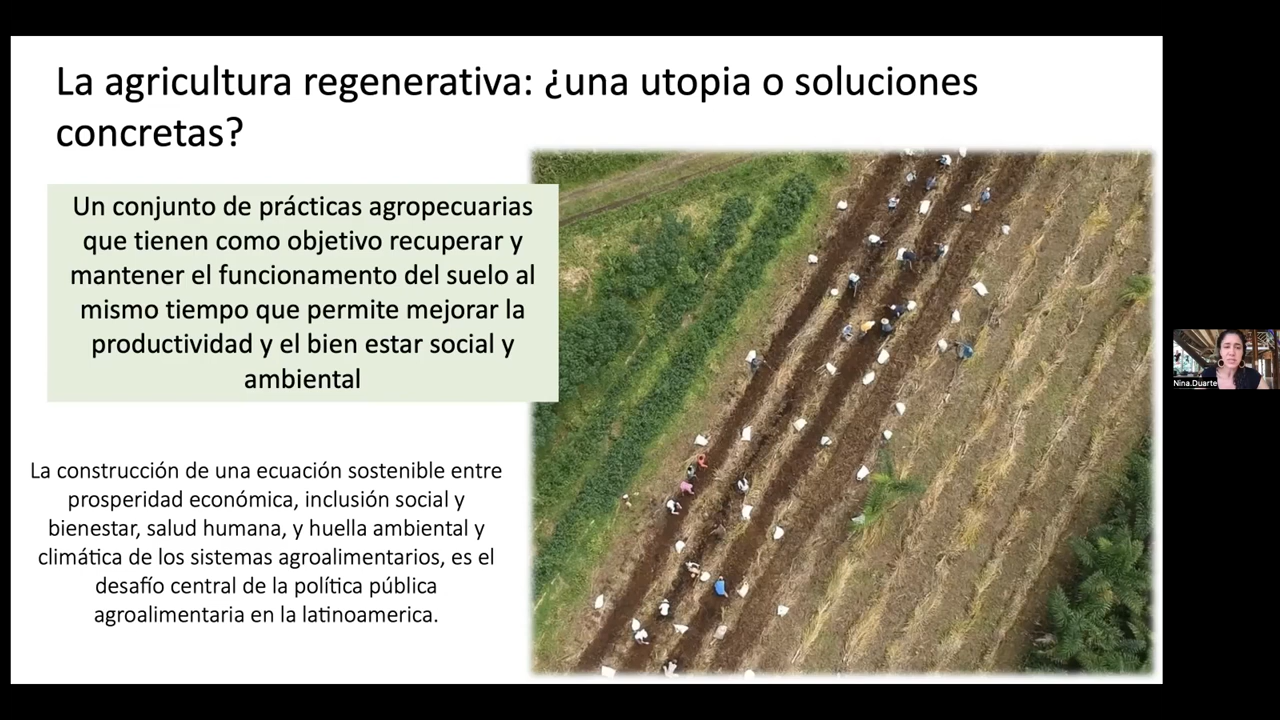 La agricultura regenerativa: ¿una utopia o soluciones
concretas?
Un conjunto de prácticas agropecuarias
que tienen como objetivo recuperar y
mantener el funcionamento del suelo al
mismo tiempo que permite mejorar la
productividad y el bien estar social y
ambiental
La construcción de una ecuación sostenible entre
prosperidad económica, inclusión social y
bienestar, salud humana, y huella ambiental y
climática de los sistemas agroalimentarios, es el
desafío central de la política pública
agroalimentaria en la latinoamerica.
Nina.Duarte